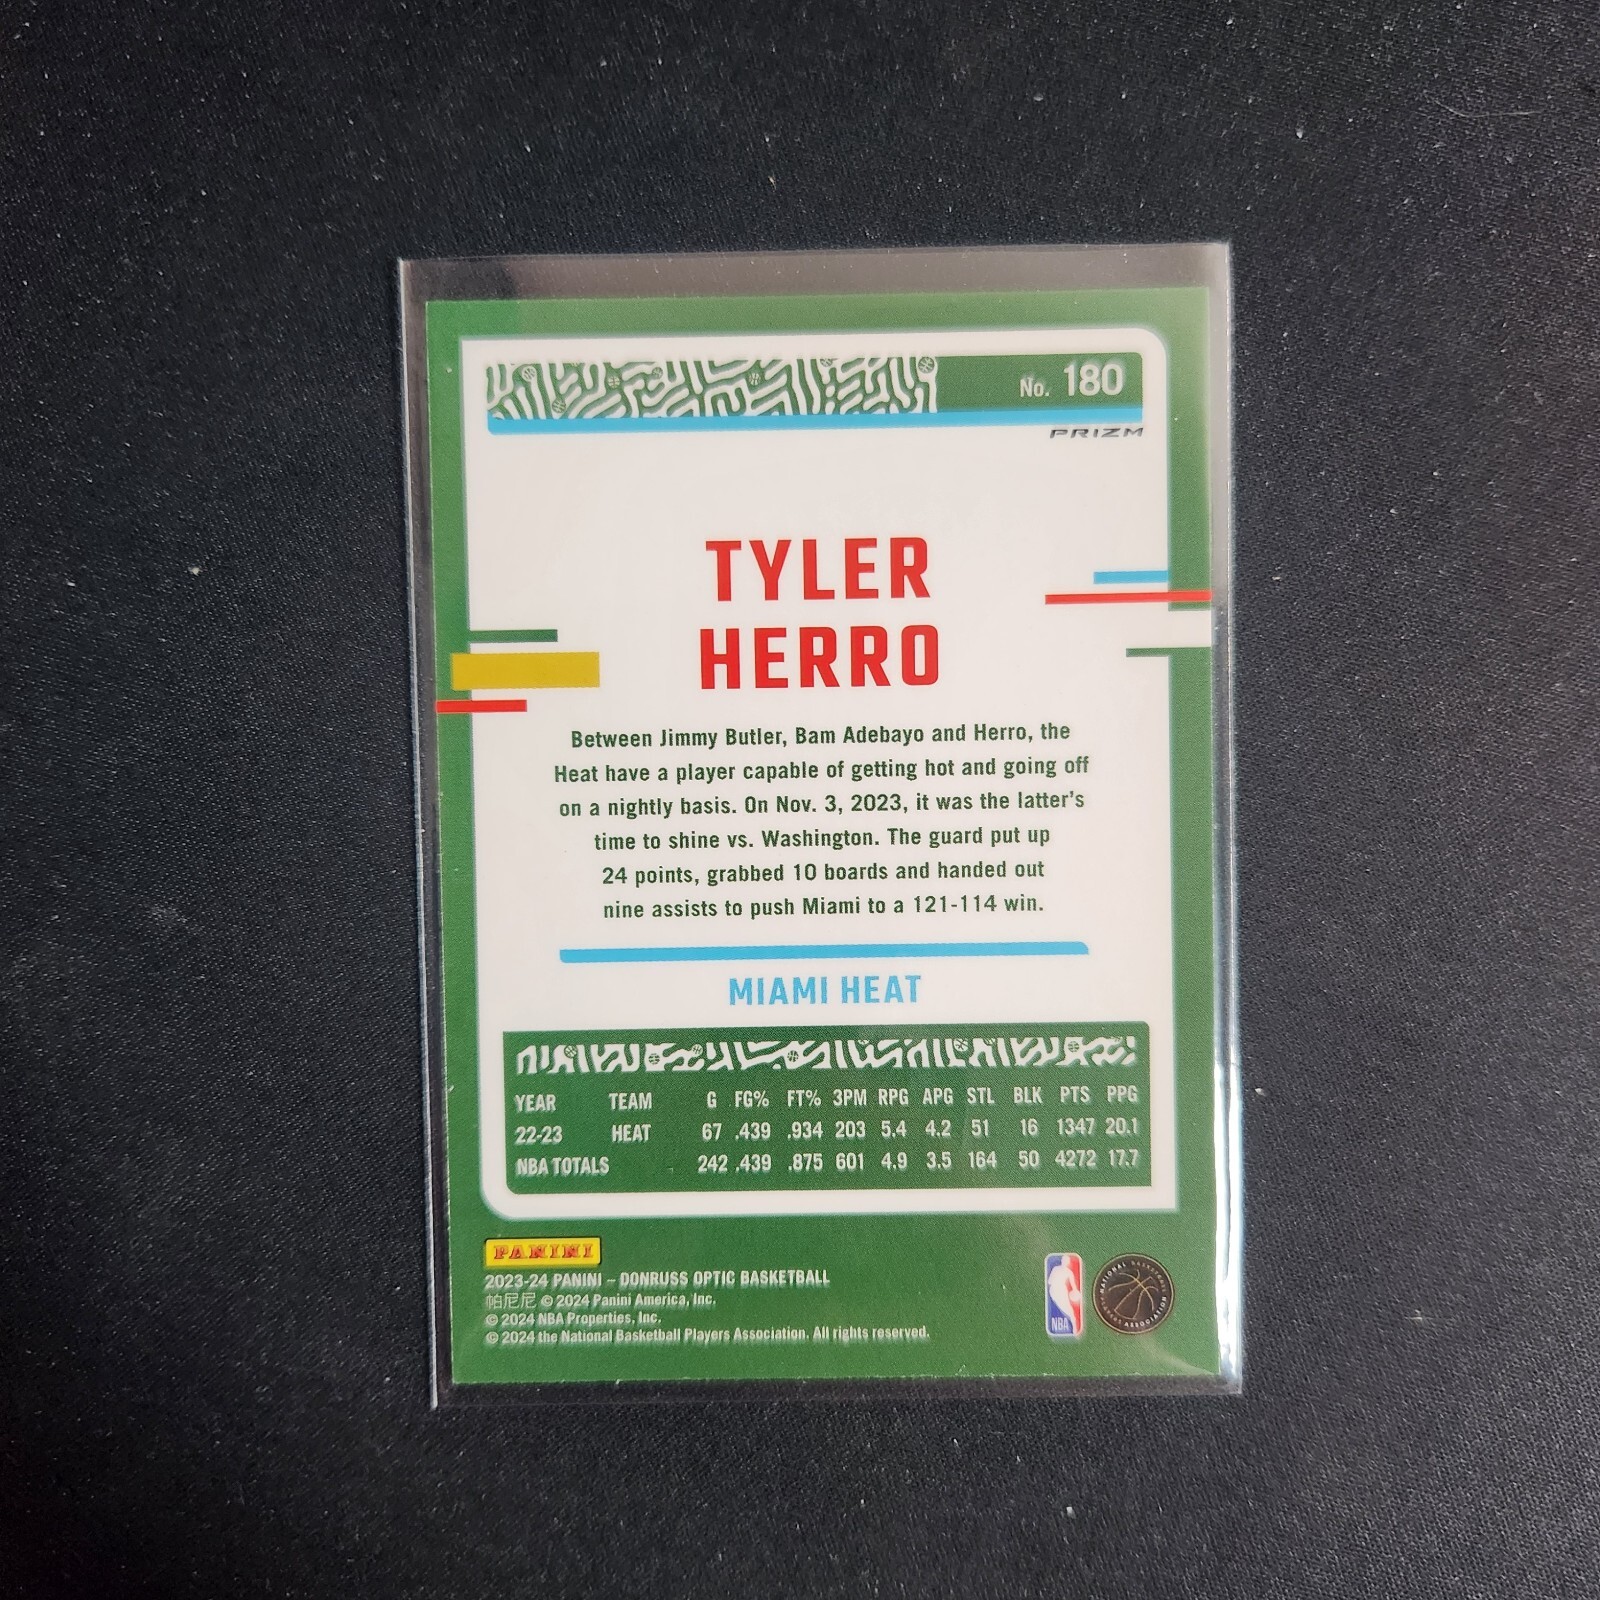 No. 180
PRIZM
TYLER
HERRO
Between Jimmy Butler, Bam Adebayo and Herro, the
Heat have a player capable of getting hot and going off
on a nightly basis. On Nov. 3, 2023, it was the latter's
time to shine vs. Washington. The guard put up
24 points, grabbed 10 boards and handed out
nine assists to push Miami to a 121-114 win.
MIAMI HEAT
YEAR TEAM G FG% FT% 3PM RPG APG STL BLK PTS PPG
22-23 HEAT 67 .439 .934 203 5.4 4.2 51 16 1347 20.1
NBA TOTALS 242 .439 .875 601 4.9 3.5 164 50 4272 17.7
PANINI
2023-24 PANINI – DONRUSS OPTIC BASKETBALL
帕尼尼 © 2024 Panini America, Inc.
© 2024 NBA Properties, Inc.
© 2024 the National Basketball Players Association. All rights reserved.
NBA
NATIONAL BASKETBALL PLAYERS ASSOCIATION